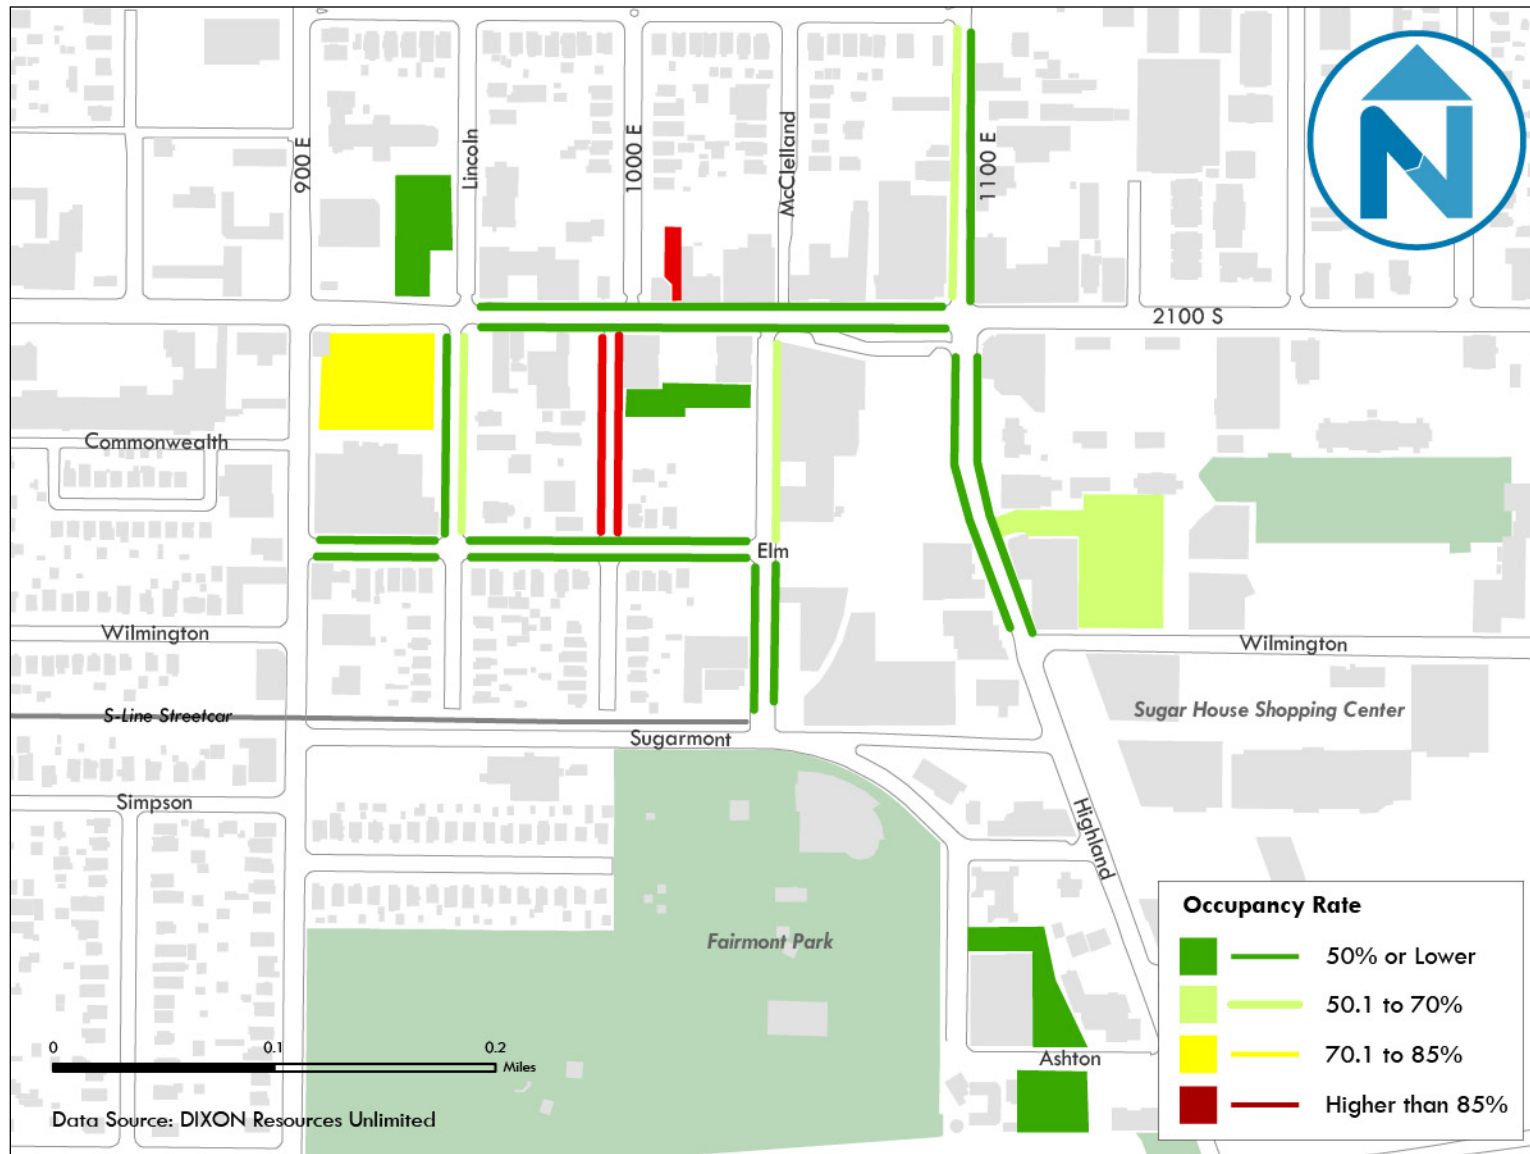 900 E
Lincoln
1000 E
McClelland
1100 E
N
2100 S
Commonwealth
Elm
Wilmington
Wilmington
S-Line Streetcar
Sugar House Shopping Center
Sugarmont
Simpson
Highland
Fairmont Park
Ashton
Occupancy Rate
50% or Lower
50.1 to 70%
70.1 to 85%
Higher than 85%
0 0.1 0.2
Miles
Data Source: DIXON Resources Unlimited